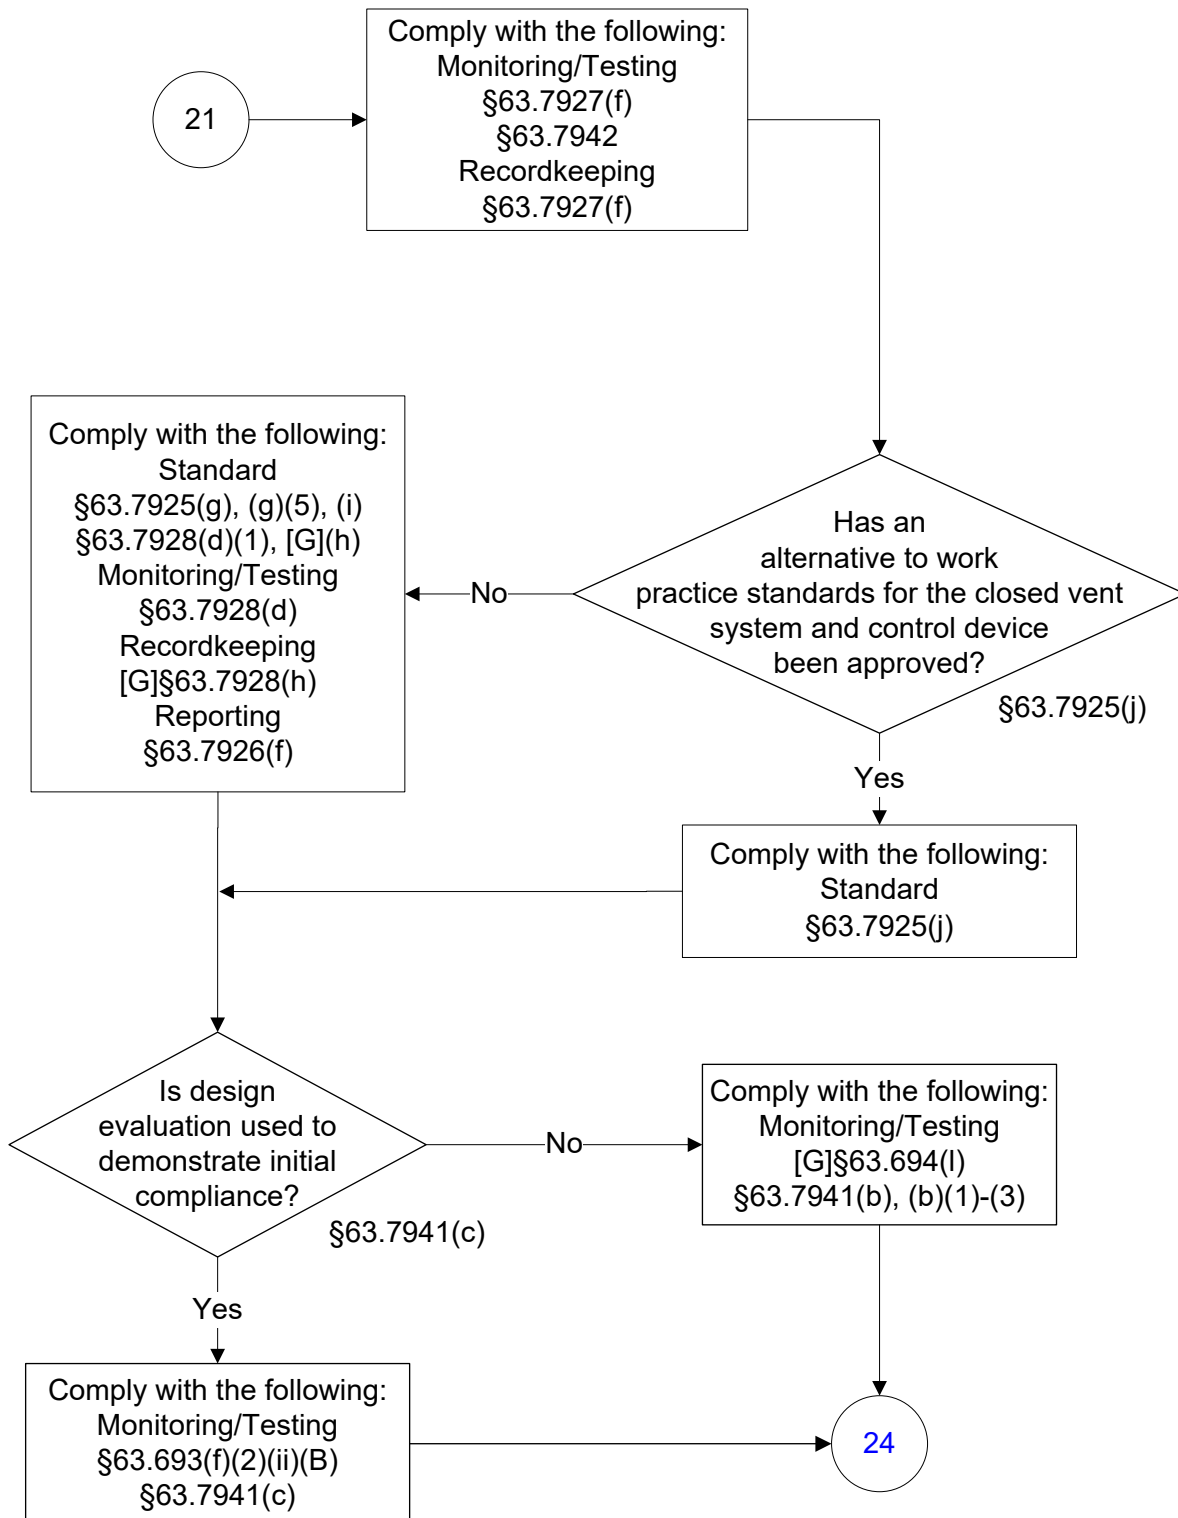 21
Comply with the following:
Monitoring/Testing
§63.7927(f)
§63.7942
Recordkeeping
§63.7927(f)
Has an
alternative to work
practice standards for the closed vent
system and control device
been approved?
§63.7925(j)
No
Comply with the following:
Standard
§63.7925(g), (g)(5), (i)
§63.7928(d)(1), [G](h)
Monitoring/Testing
§63.7928(d)
Recordkeeping
[G]§63.7928(h)
Reporting
§63.7926(f)
Yes
Comply with the following:
Standard
§63.7925(j)
Is design
evaluation used to
demonstrate initial
compliance?
§63.7941(c)
No
Comply with the following:
Monitoring/Testing
[G]§63.694(l)
§63.7941(b), (b)(1)-(3)
Yes
Comply with the following:
Monitoring/Testing
§63.693(f)(2)(ii)(B)
§63.7941(c)
24